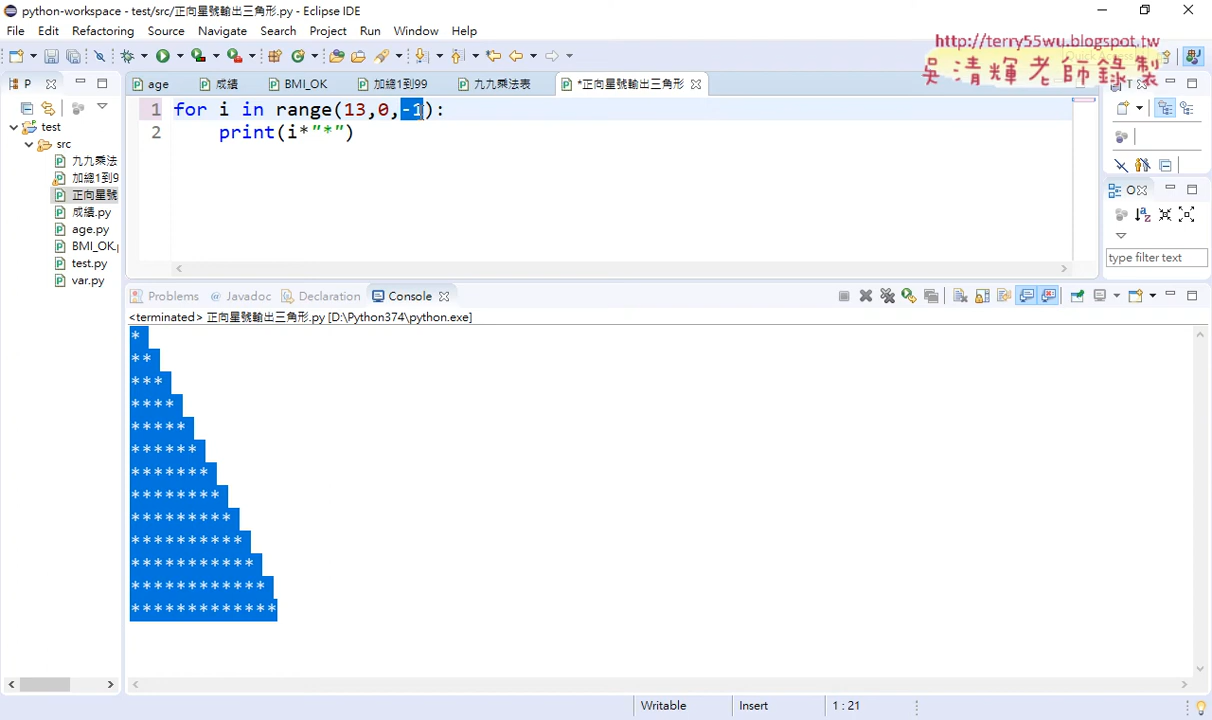 python-workspace - test/src/正向星號輸出三角形.py - Eclipse IDE
File Edit Refactoring Source Navigate Search Project Run Window Help
http://terry55wu.blogspot.tw
吳清輝老師錄製
P
age 成績 BMI_OK 加總1到99 九九乘法表 *正向星號輸出三角形
1 for i in range(13,0,-1):
2     print(i*"*")
test
src
九九乘法
加總1到9
正向星號
成績.py
age.py
BMI_OK.p
test.py
var.py
O
type filter text
Problems @ Javadoc Declaration Console
<terminated> 正向星號輸出三角形.py [D:\Python374\python.exe]
*
**
***
****
*****
******
*******
********
*********
**********
***********
************
*************
Writable Insert 1 : 21